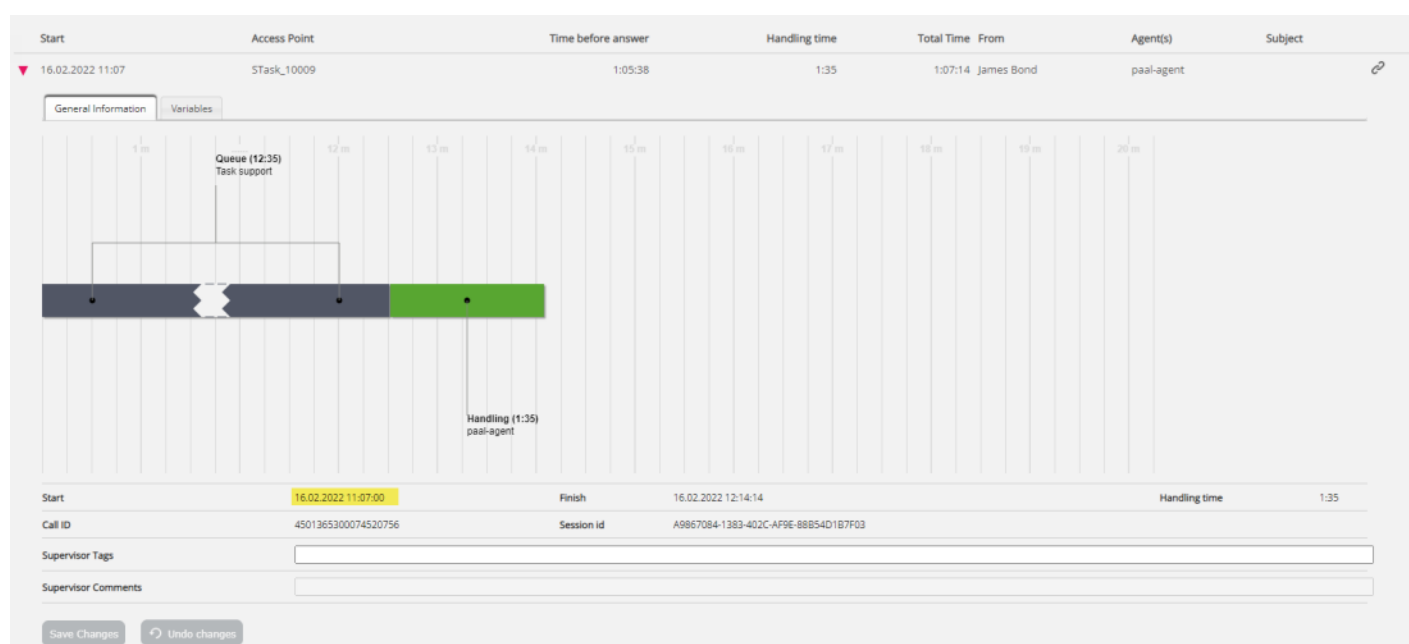 Start Access Point Time before answer Handling time Total Time From Agent(s) Subject
16.02.2022 11:07 STask_10009 1:05:38 1:35 1:07:14 James Bond paal-agent
General Information Variables
1 m 12 m 13 m 14 m 15 m 16 m 17 m 18 m 19 m 20 m
Queue (12:35)
Task support
Handling (1:35)
paal-agent
Start 16.02.2022 11:07:00 Finish 16.02.2022 12:14:14 Handling time 1:35
Call ID 4501365300074520756 Session id A9867084-1383-402C-AF9E-88B54D1B7F03
Supervisor Tags
Supervisor Comments
Save Changes Undo changes